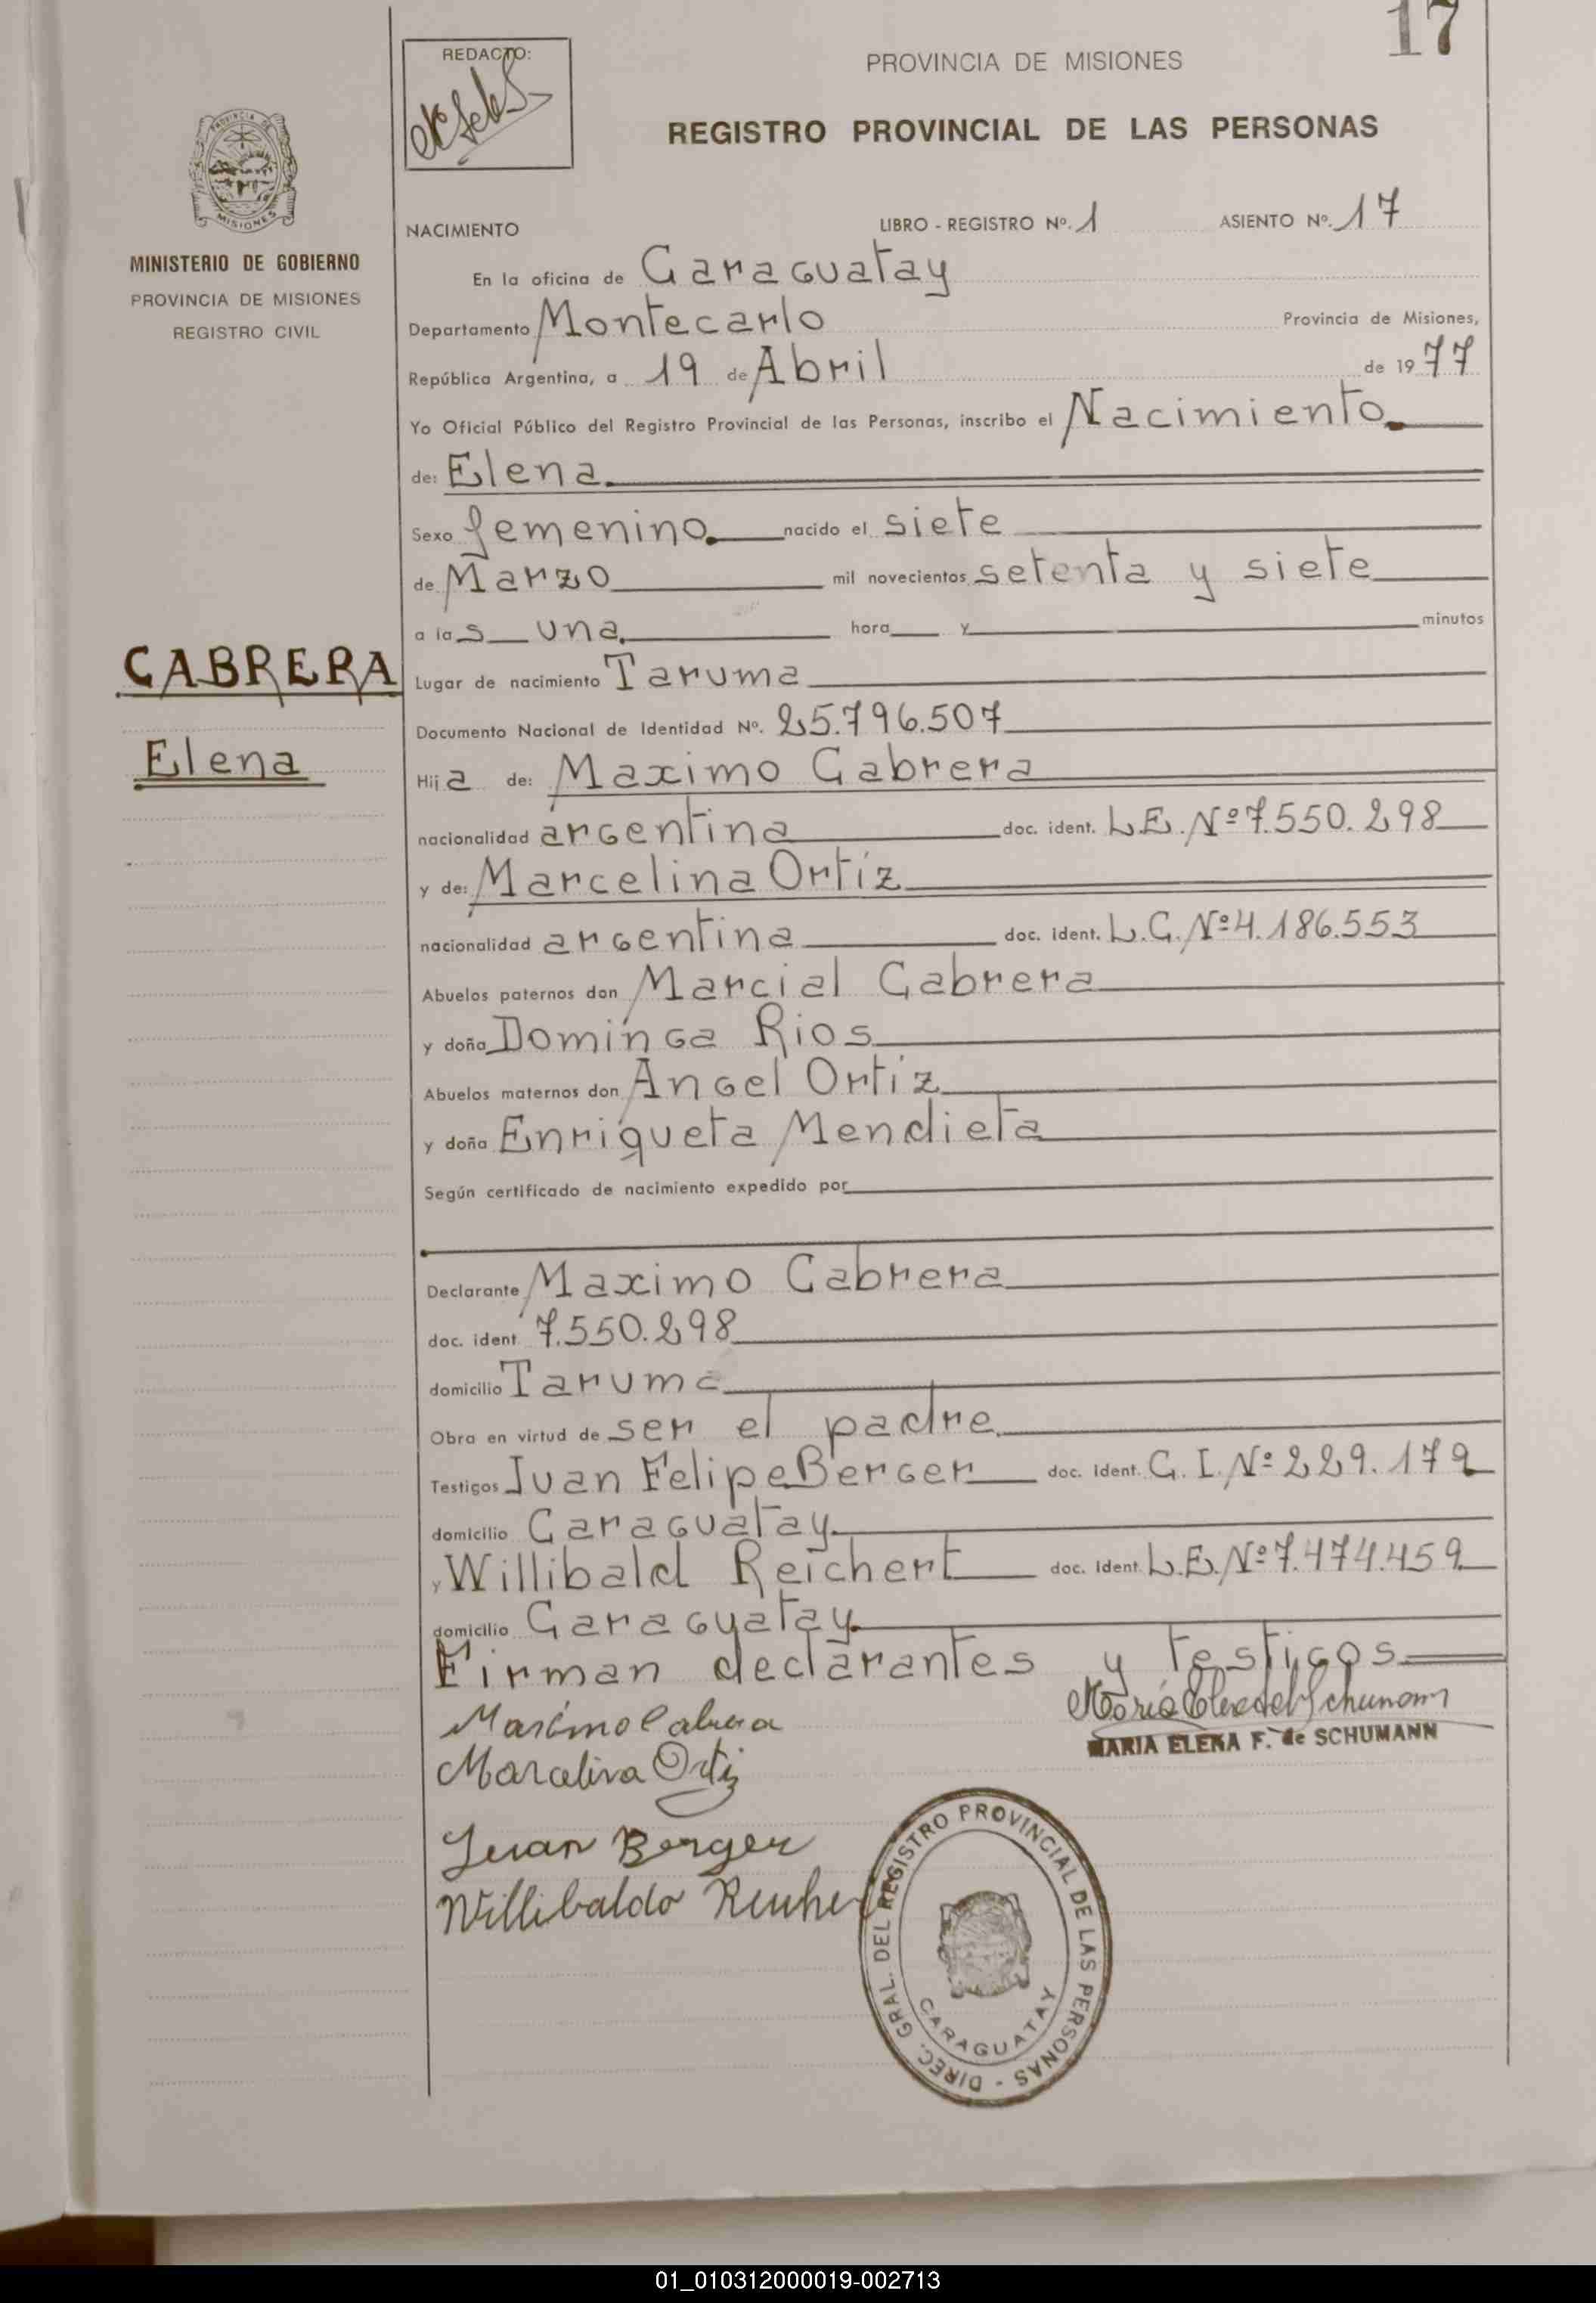 17
REDACTO:
PROVINCIA DE MISIONES
REGISTRO PROVINCIAL DE LAS PERSONAS
PROVINCIA DE
MISIONES
MINISTERIO DE GOBIERNO
PROVINCIA DE MISIONES
REGISTRO CIVIL
NACIMIENTO LIBRO - REGISTRO Nº. 1 ASIENTO Nº. 17
En la oficina de Caraguatay
Departamento Montecarlo Provincia de Misiones,
República Argentina, a 19 de Abril de 1977
Yo Oficial Público del Registro Provincial de las Personas, inscribo el Nacimiento
de: Elena
Sexo femenino nacido el siete
de Marzo mil novecientos setenta y siete
a las una hora y minutos
CABRERA
Elena
Lugar de nacimiento Taruma
Documento Nacional de Identidad Nº. 25.796.507
Hija de: Maximo Cabrera
nacionalidad argentina doc. ident. L.E. Nº 7.550.298
y de: Marcelina Ortíz
nacionalidad argentina doc. ident. L.C. Nº 4.186.553
Abuelos paternos don Marcial Cabrera
y doña Dominga Rios
Abuelos maternos don Angel Ortiz
y doña Enriqueta Mendieta
Según certificado de nacimiento expedido por
Declarante Maximo Cabrera
doc. ident. 7.550.298
domicilio Taruma
Obra en virtud de ser el padre
Testigos Juan Felipe Berger doc. Ident. C. I. Nº 229.179
domicilio Caraguatay
y Willibald Reichert doc. Ident. L.E. Nº 7.474.459
domicilio Caraguatay
Firman declarantes y testigos
Maximo Cabrera
MARIA ELENA F. de SCHUMANN
Marcelina Ortiz
Juan Berger
Willibaldo
DIREC. GRAL. DEL REGISTRO PROVINCIAL DE LAS PERSONAS -
CARAGUATAY
01_010312000019-002713